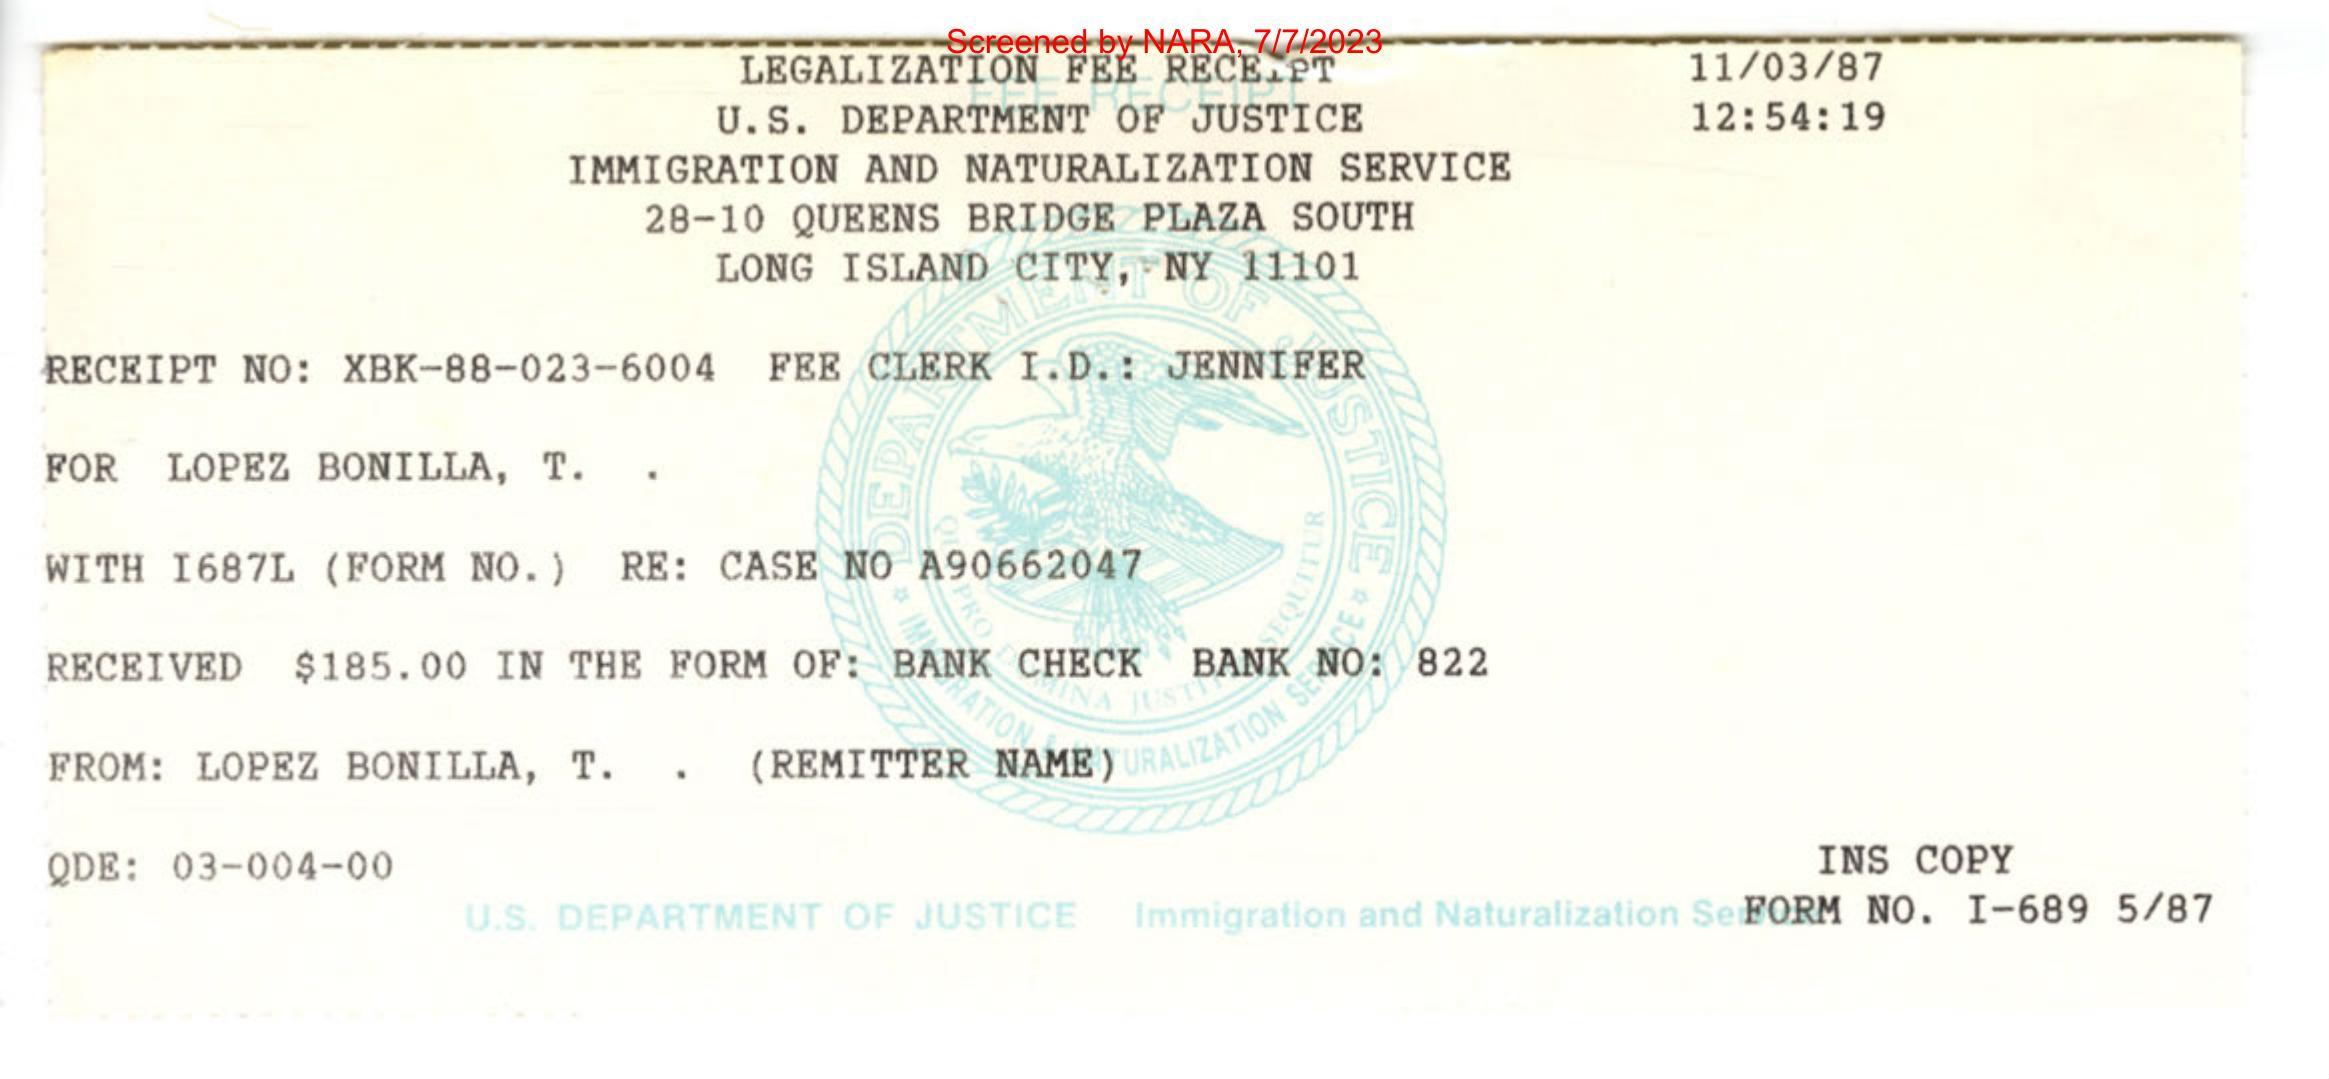 Screened by NARA, 7/7/2023
LEGALIZATION FEE RECEIPT 11/03/87
FEE RECEIPT
U.S. DEPARTMENT OF JUSTICE 12:54:19
IMMIGRATION AND NATURALIZATION SERVICE
28-10 QUEENS BRIDGE PLAZA SOUTH
LONG ISLAND CITY, NY 11101
RECEIPT NO: XBK-88-023-6004 FEE CLERK I.D.: JENNIFER
FOR LOPEZ BONILLA, T. .
WITH I687L (FORM NO.) RE: CASE NO A90662047
RECEIVED $185.00 IN THE FORM OF: BANK CHECK BANK NO: 822
FROM: LOPEZ BONILLA, T. . (REMITTER NAME)
QDE: 03-004-00 INS COPY
FORM NO. I-689 5/87
U.S. DEPARTMENT OF JUSTICE Immigration and Naturalization
DEPARTMENT OF JUSTICE
IMMIGRATION & NATURALIZATION SERVICE
QUI PRO DOMINA JUSTITIA SEQUITUR